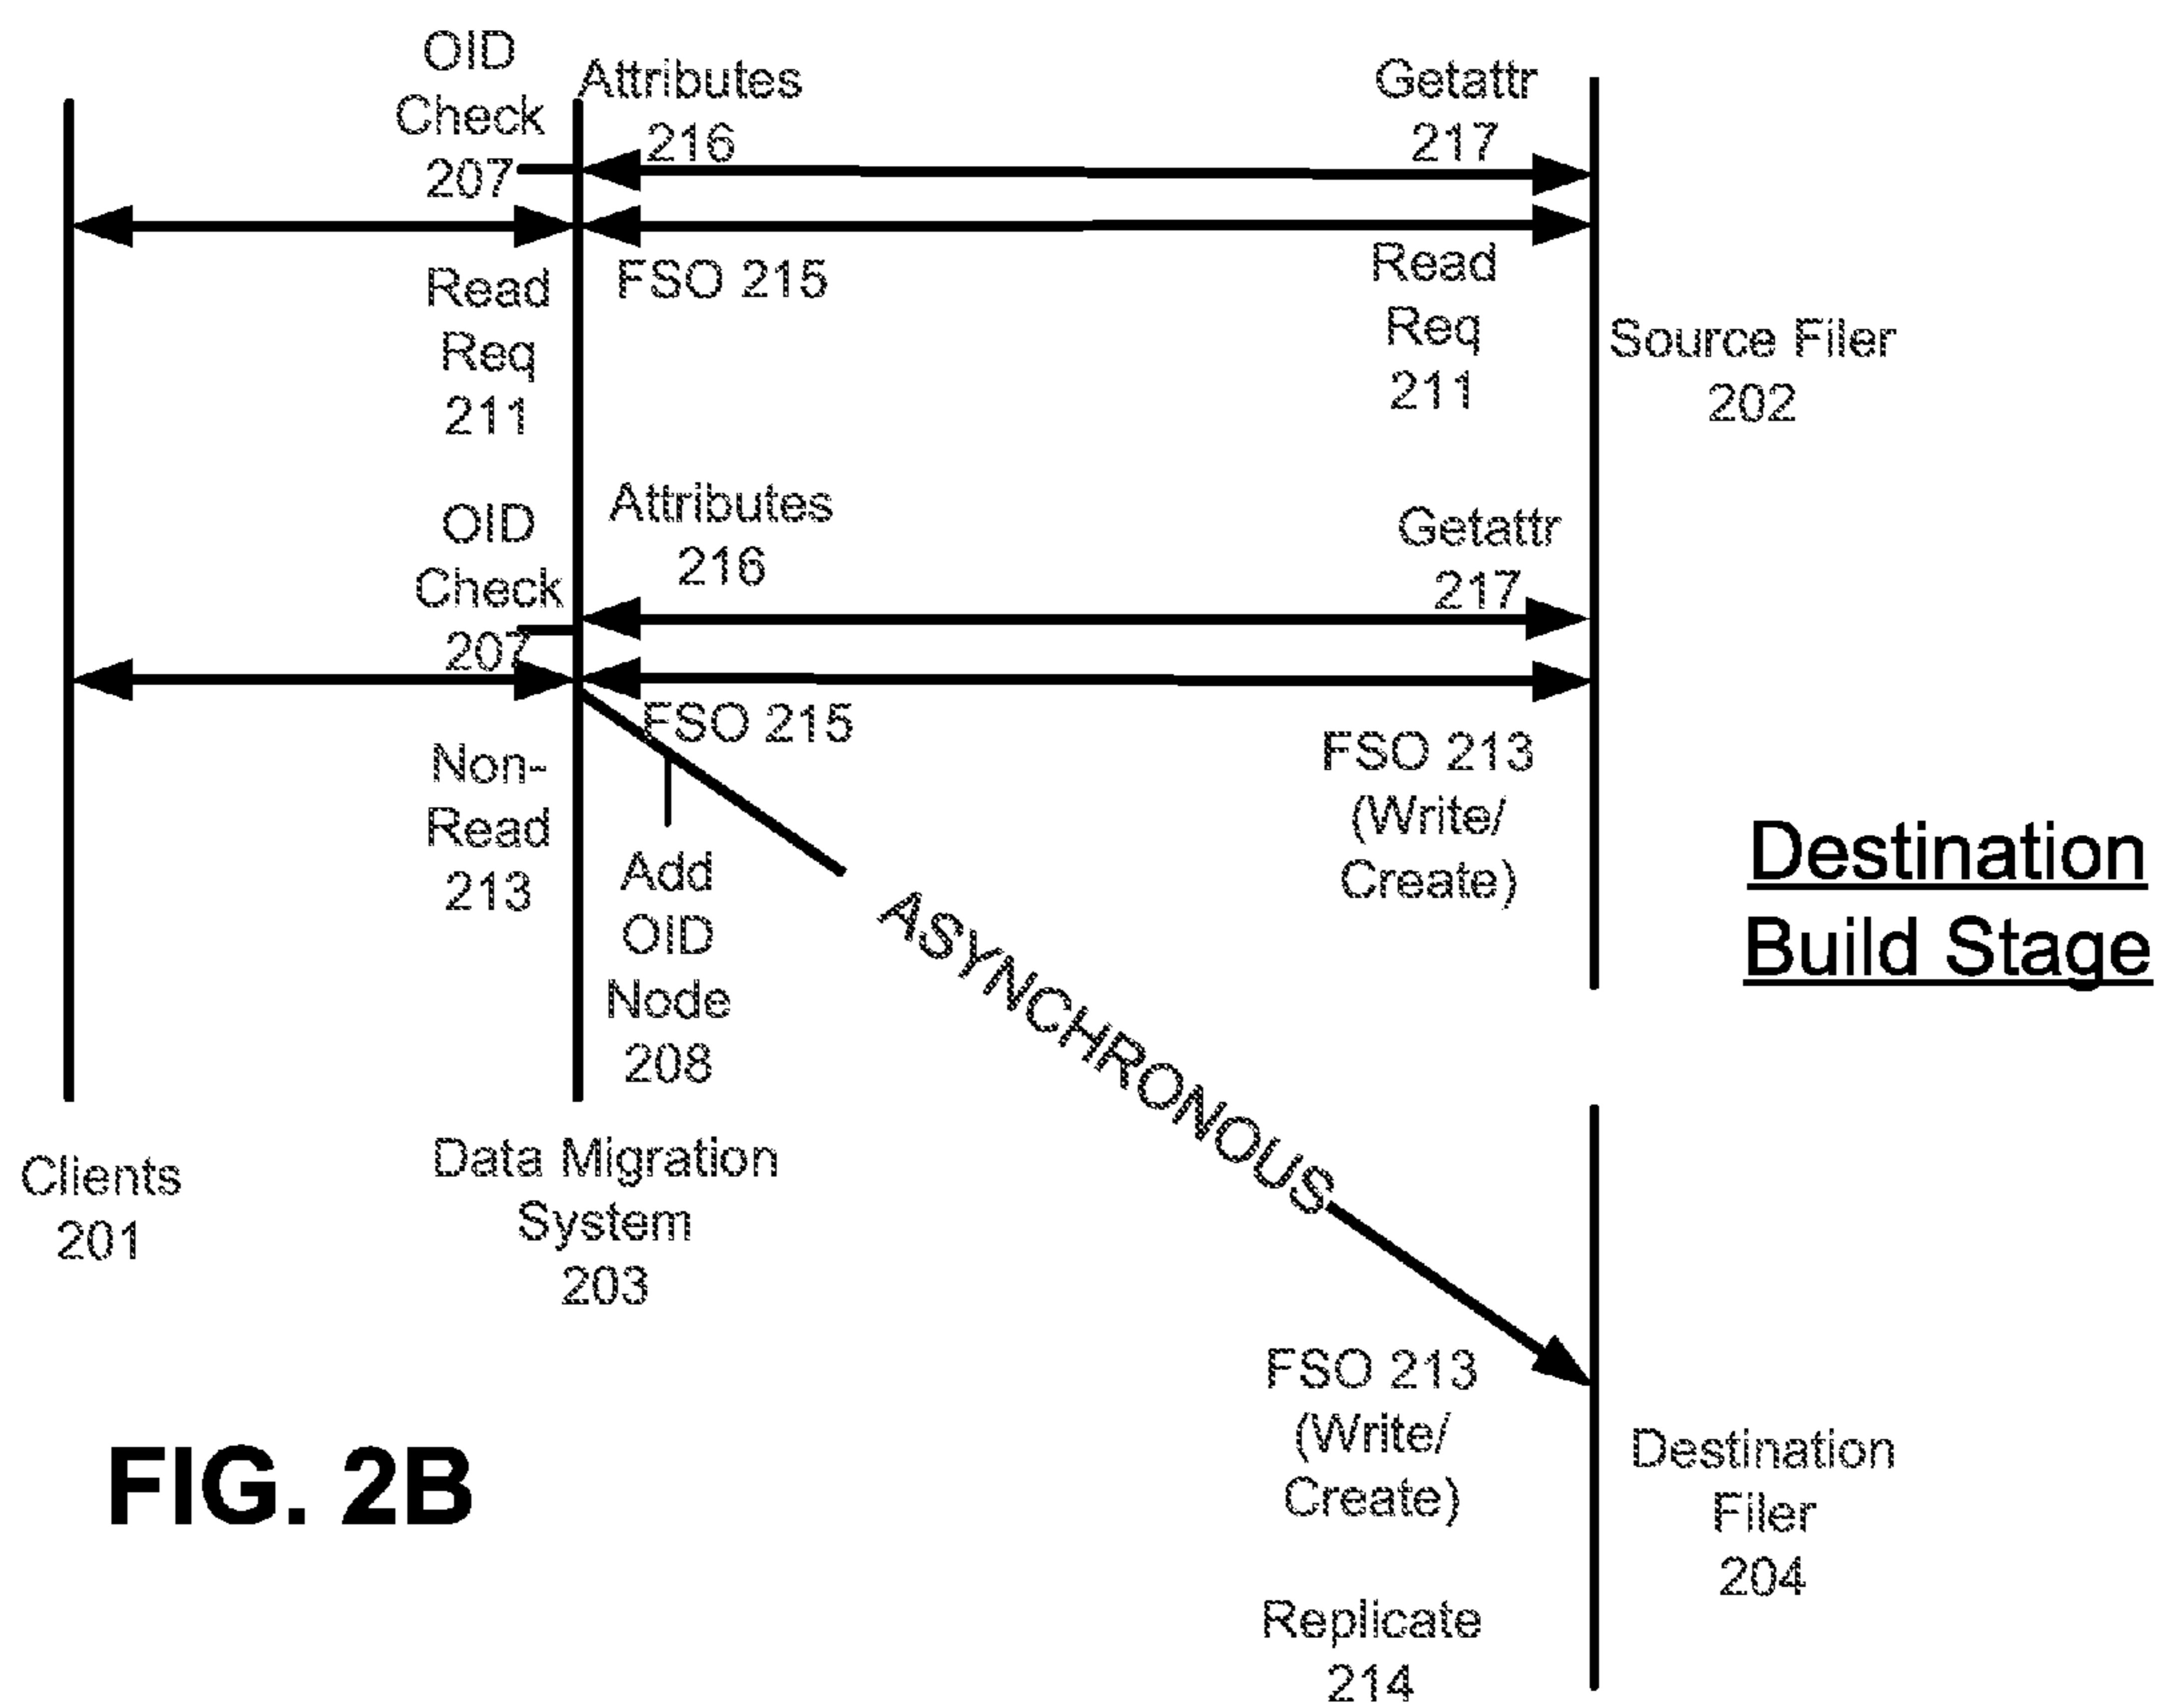 OID
Check
207
Attributes
216
Getattr
217
Read
Req
211
FSO 215
Read
Req
211
Source Filer
202
OID
Check
207
Attributes
216
Getattr
217
Non-
Read
213
FSO 215
Add
OID
Node
208
FSO 213
(Write/
Create)
Destination
Build Stage
ASYNCHRONOUS
Clients
201
Data Migration
System
203
FSO 213
(Write/
Create)
Replicate
214
Destination
Filer
204
FIG. 2B